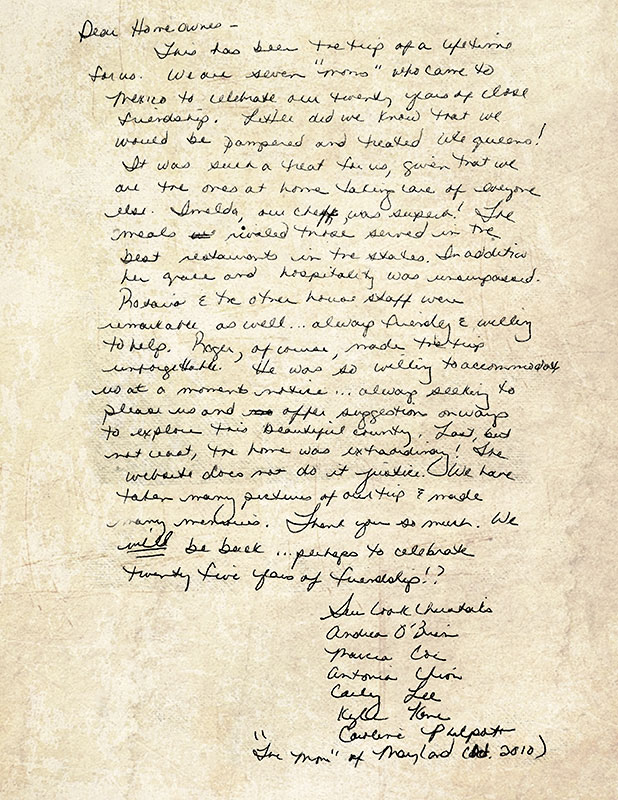 Dear Homeowner -
This has been the trip of a lifetime
for us. We are seven "moms" who came to
Mexico to celebrate our twenty years of close
friendship. Little did we know that we
would be pampered and treated like queens!
It was such a treat for us, given that we
are the ones at home taking care of everyone
else. Imelda, our cheff, was superb! The
meals rivaled those served in the
best restaurants in the states. In addition
her grace and hospitality was unsurpassed.
Rosario & the other house staff were
remarkable, as well... always friendly & willing
to help. Roger, of course, made the trip
unforgettable. He was so willing to accommodate
us at a moments notice... always seeking to
please us and offer suggestion on ways
to explore this beautiful country. Last, but
not least, the home was extraordinary! The
website does not do it justice. We have
taken many pictures of our trip & made
many memories. Thank you so much. We
will be back ... perhaps to celebrate
twenty five years of friendship!?
Sue Cook
Andrea O'Brien
Marcia
Antonia
Carly Lee
Kyle
Caroline Philpott
"The Moms" of Maryland (Oct. 2010)